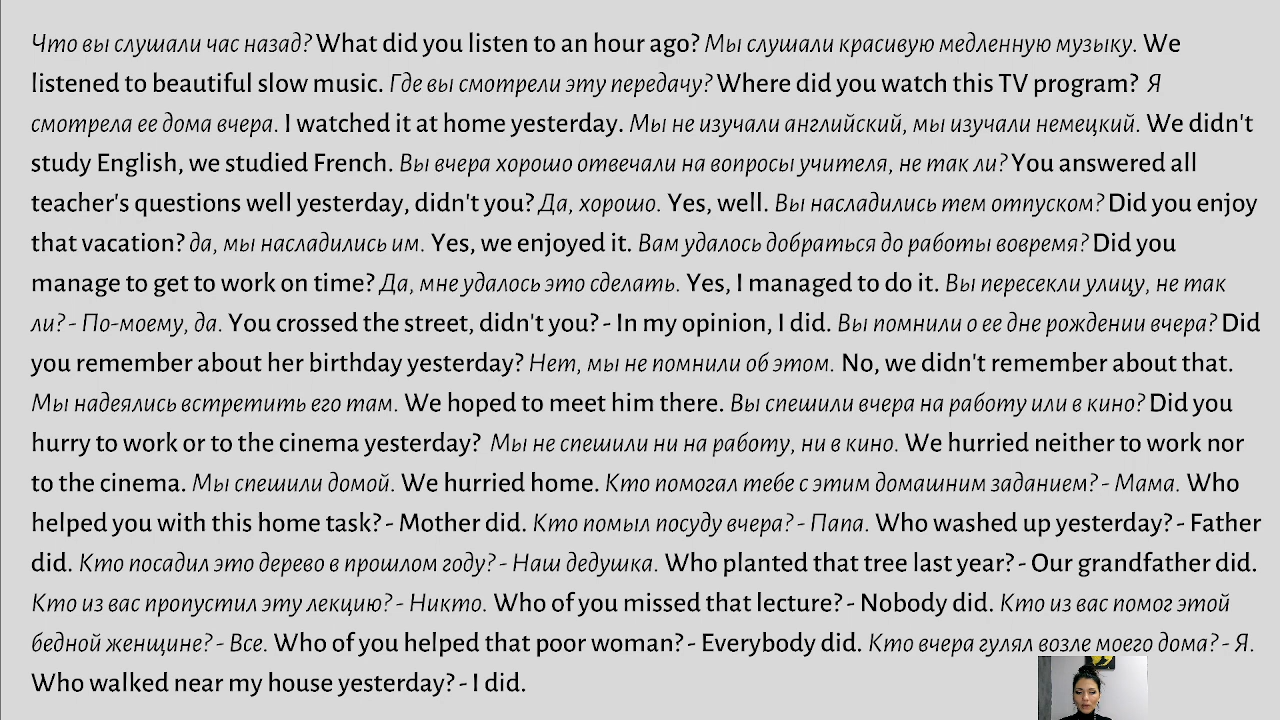 Что вы слушали час назад? What did you listen to an hour ago? Мы слушали красивую медленную музыку. We
listened to beautiful slow music. Где вы смотрели эту передачу? Where did you watch this TV program? Я
смотрела ее дома вчера. I watched it at home yesterday. Мы не изучали английский, мы изучали немецкий. We didn't
study English, we studied French. Вы вчера хорошо отвечали на вопросы учителя, не так ли? You answered all
teacher's questions well yesterday, didn't you? Да, хорошо. Yes, well. Вы насладились тем отпуском? Did you enjoy
that vacation? да, мы насладились им. Yes, we enjoyed it. Вам удалось добраться до работы вовремя? Did you
manage to get to work on time? Да, мне удалось это сделать. Yes, I managed to do it. Вы пересекли улицу, не так
ли? - По-моему, да. You crossed the street, didn't you? - In my opinion, I did. Вы помнили о ее дне рождении вчера? Did
you remember about her birthday yesterday? Нет, мы не помнили об этом. No, we didn't remember about that.
Мы надеялись встретить его там. We hoped to meet him there. Вы спешили вчера на работу или в кино? Did you
hurry to work or to the cinema yesterday? Мы не спешили ни на работу, ни в кино. We hurried neither to work nor
to the cinema. Мы спешили домой. We hurried home. Кто помогал тебе с этим домашним заданием? - Мама. Who
helped you with this home task? - Mother did. Кто помыл посуду вчера? - Папа. Who washed up yesterday? - Father
did. Кто посадил это дерево в прошлом году? - Наш дедушка. Who planted that tree last year? - Our grandfather did.
Кто из вас пропустил эту лекцию? - Никто. Who of you missed that lecture? - Nobody did. Кто из вас помог этой
бедной женщине? - Все. Who of you helped that poor woman? - Everybody did. Кто вчера гулял возле моего дома? - Я.
Who walked near my house yesterday? - I did.